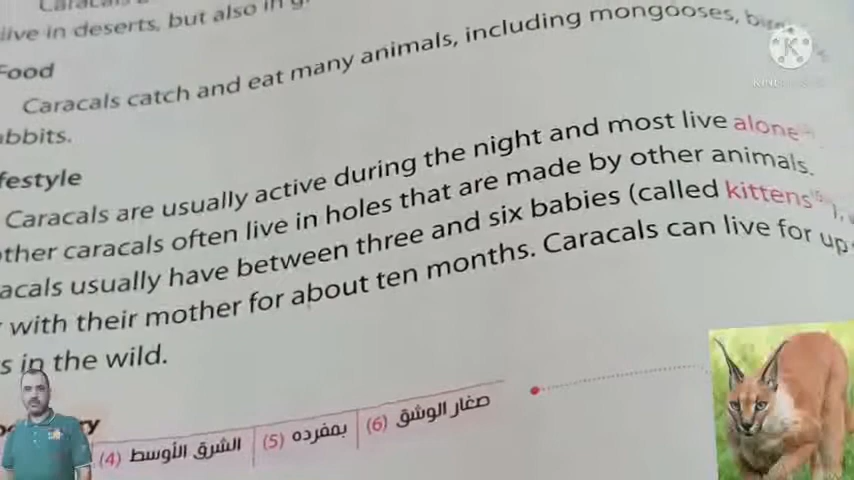 live in deserts, but also in
Food
Caracals catch and eat many animals, including mongooses,
abbits.
festyle
Caracals are usually active during the night and most live alone
ther caracals often live in holes that are made by other animals.
acals usually have between three and six babies (called kittens(6)),
with their mother for about ten months. Caracals can live for up
s in the wild.
(4) الشرق الأوسط (5) بمفرده (6) صغار الوشق